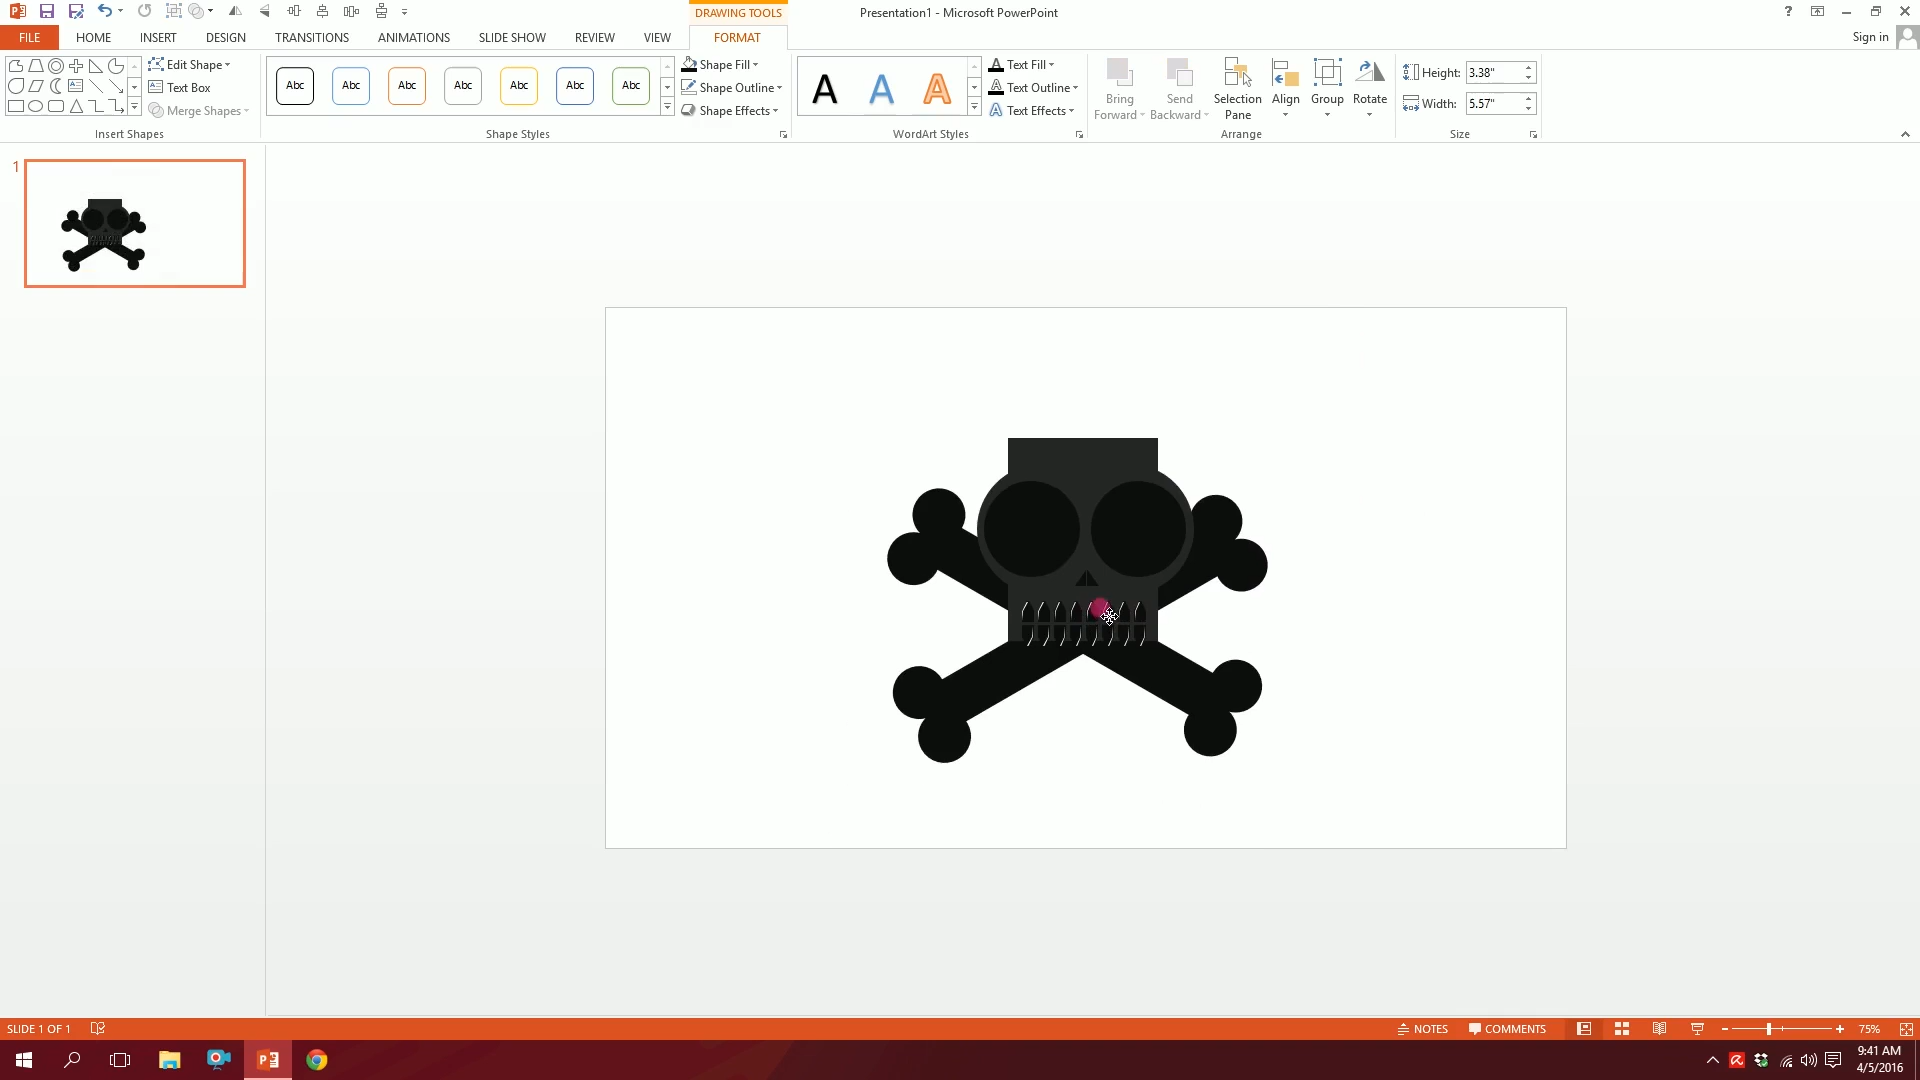 DRAWING TOOLS
Presentation1 - Microsoft PowerPoint
?
FILE
HOME
INSERT
DESIGN
TRANSITIONS
ANIMATIONS
SLIDE SHOW
REVIEW
VIEW
FORMAT
Sign in
Edit Shape
Text Box
Merge Shapes
Insert Shapes
Abc
Abc
Abc
Abc
Abc
Abc
Abc
Shape Fill
Shape Outline
Shape Effects
Shape Styles
A
A
A
Text Fill
Text Outline
Text Effects
WordArt Styles
Bring
Forward
Send
Backward
Selection
Pane
Align
Group
Rotate
Arrange
Height: 3.38"
Width: 5.57"
Size
1
SLIDE 1 OF 1
NOTES
COMMENTS
75%
9:41 AM
4/5/2016